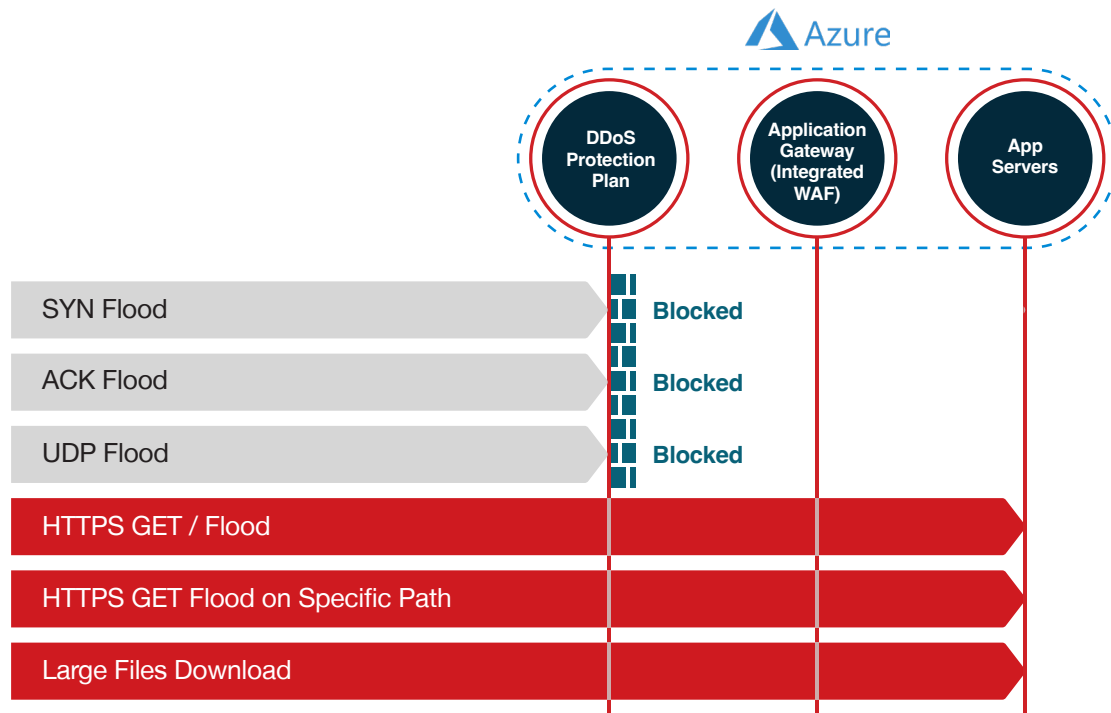 Azure
DDoS
Protection
Plan
Application
Gateway
(Integrated
WAF)
App
Servers
SYN Flood
Blocked
ACK Flood
Blocked
UDP Flood
Blocked
HTTPS GET / Flood
HTTPS GET Flood on Specific Path
Large Files Download